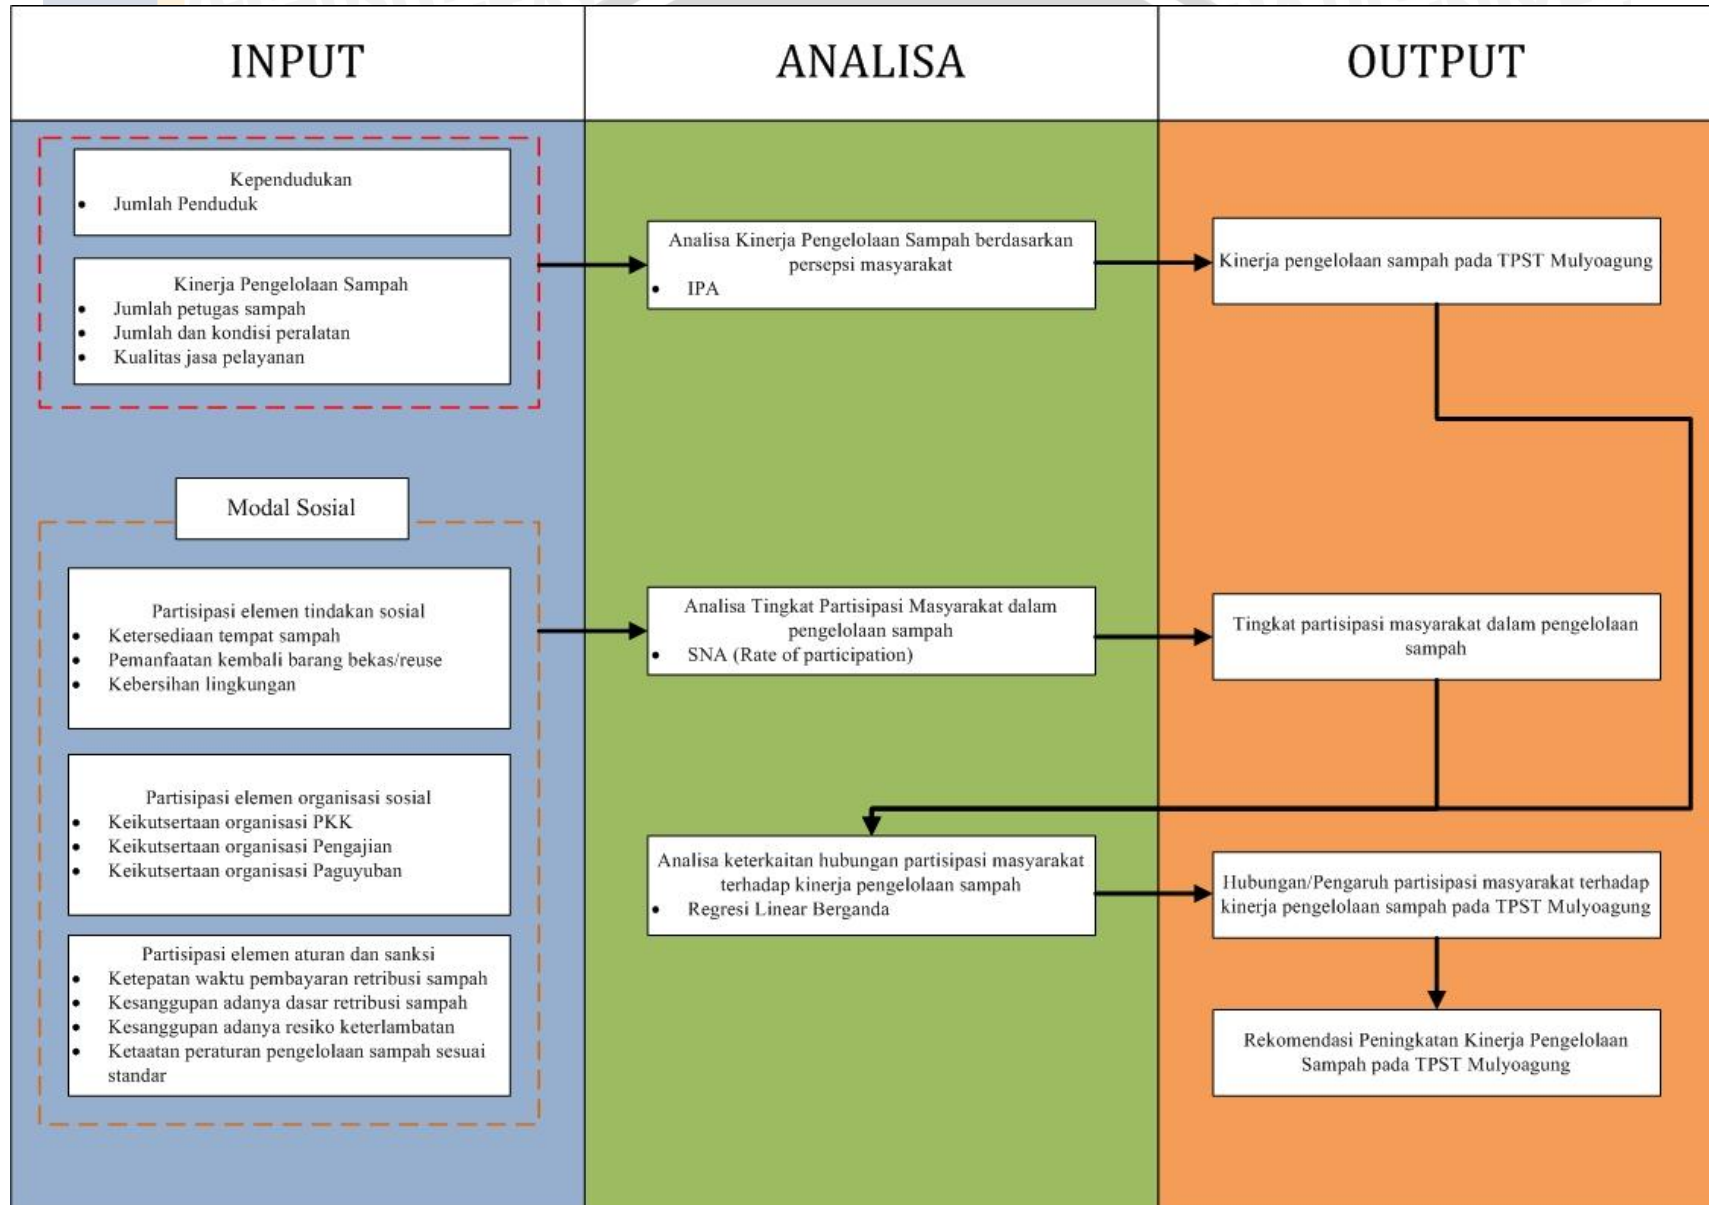 INPUT
ANALISA
OUTPUT
Kependudukan
• Jumlah Penduduk
Kinerja Pengelolaan Sampah
• Jumlah petugas sampah
• Jumlah dan kondisi peralatan
• Kualitas jasa pelayanan
Modal Sosial
Partisipasi elemen tindakan sosial
• Ketersediaan tempat sampah
• Pemanfaatan kembali barang bekas/reuse
• Kebersihan lingkungan
Partisipasi elemen organisasi sosial
• Keikutsertaan organisasi PKK
• Keikutsertaan organisasi Pengajian
• Keikutsertaan organisasi Paguyuban
Partisipasi elemen aturan dan sanksi
• Ketepatan waktu pembayaran retribusi sampah
• Kesanggupan adanya dasar retribusi sampah
• Kesanggupan adanya resiko keterlambatan
• Ketaatan peraturan pengelolaan sampah sesuai
standar
Analisa Kinerja Pengelolaan Sampah berdasarkan
persepsi masyarakat
• IPA
Analisa Tingkat Partisipasi Masyarakat dalam
pengelolaan sampah
• SNA (Rate of participation)
Analisa keterkaitan hubungan partisipasi masyarakat
terhadap kinerja pengelolaan sampah
• Regresi Linear Berganda
Kinerja pengelolaan sampah pada TPST Mulyoagung
Tingkat partisipasi masyarakat dalam pengelolaan
sampah
Hubungan/Pengaruh partisipasi masyarakat terhadap
kinerja pengelolaan sampah pada TPST Mulyoagung
Rekomendasi Peningkatan Kinerja Pengelolaan
Sampah pada TPST Mulyoagung